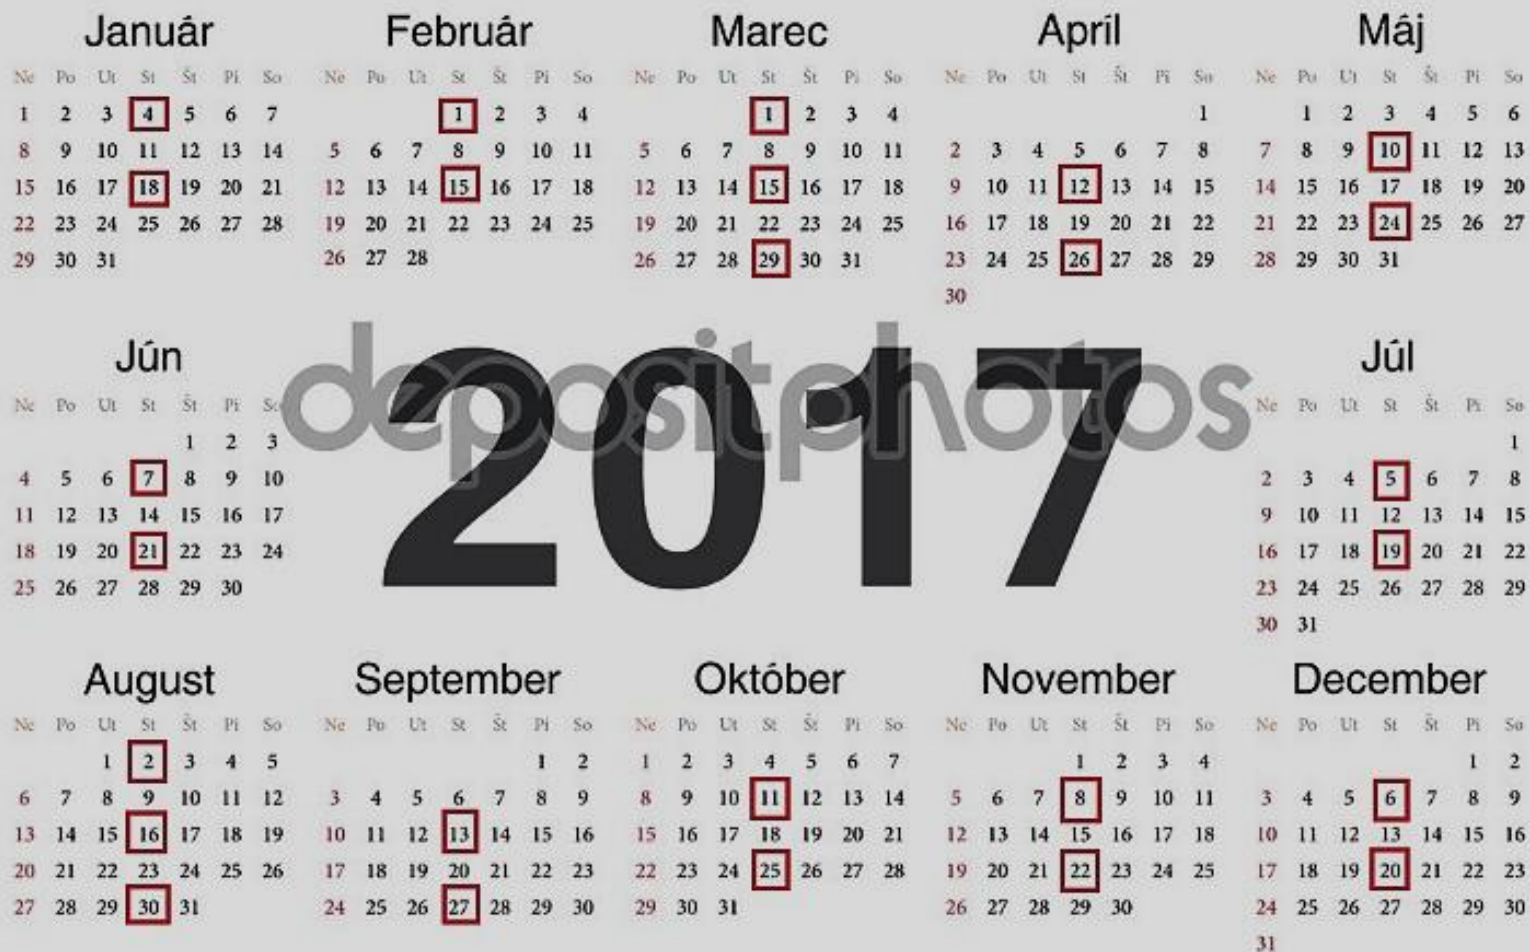 Január
Ne Po Ut St Št Pi So
1 2 3 4 5 6 7
8 9 10 11 12 13 14
15 16 17 18 19 20 21
22 23 24 25 26 27 28
29 30 31
Február
Ne Po Ut St Št Pi So
1 2 3 4
5 6 7 8 9 10 11
12 13 14 15 16 17 18
19 20 21 22 23 24 25
26 27 28
Marec
Ne Po Ut St Št Pi So
1 2 3 4
5 6 7 8 9 10 11
12 13 14 15 16 17 18
19 20 21 22 23 24 25
26 27 28 29 30 31
Apríl
Ne Po Ut St Št Pi So
1
2 3 4 5 6 7 8
9 10 11 12 13 14 15
16 17 18 19 20 21 22
23 24 25 26 27 28 29
30
Máj
Ne Po Ut St Št Pi So
1 2 3 4 5 6
7 8 9 10 11 12 13
14 15 16 17 18 19 20
21 22 23 24 25 26 27
28 29 30 31
Jún
Ne Po Ut St Št Pi So
1 2 3
4 5 6 7 8 9 10
11 12 13 14 15 16 17
18 19 20 21 22 23 24
25 26 27 28 29 30
2017
depositphotos
Júl
Ne Po Ut St Št Pi So
1
2 3 4 5 6 7 8
9 10 11 12 13 14 15
16 17 18 19 20 21 22
23 24 25 26 27 28 29
30 31
August
Ne Po Ut St Št Pi So
1 2 3 4 5
6 7 8 9 10 11 12
13 14 15 16 17 18 19
20 21 22 23 24 25 26
27 28 29 30 31
September
Ne Po Ut St Št Pi So
1 2
3 4 5 6 7 8 9
10 11 12 13 14 15 16
17 18 19 20 21 22 23
24 25 26 27 28 29 30
Október
Ne Po Ut St Št Pi So
1 2 3 4 5 6 7
8 9 10 11 12 13 14
15 16 17 18 19 20 21
22 23 24 25 26 27 28
29 30 31
November
Ne Po Ut St Št Pi So
1 2 3 4
5 6 7 8 9 10 11
12 13 14 15 16 17 18
19 20 21 22 23 24 25
26 27 28 29 30
December
Ne Po Ut St Št Pi So
1 2
3 4 5 6 7 8 9
10 11 12 13 14 15 16
17 18 19 20 21 22 23
24 25 26 27 28 29 30
31